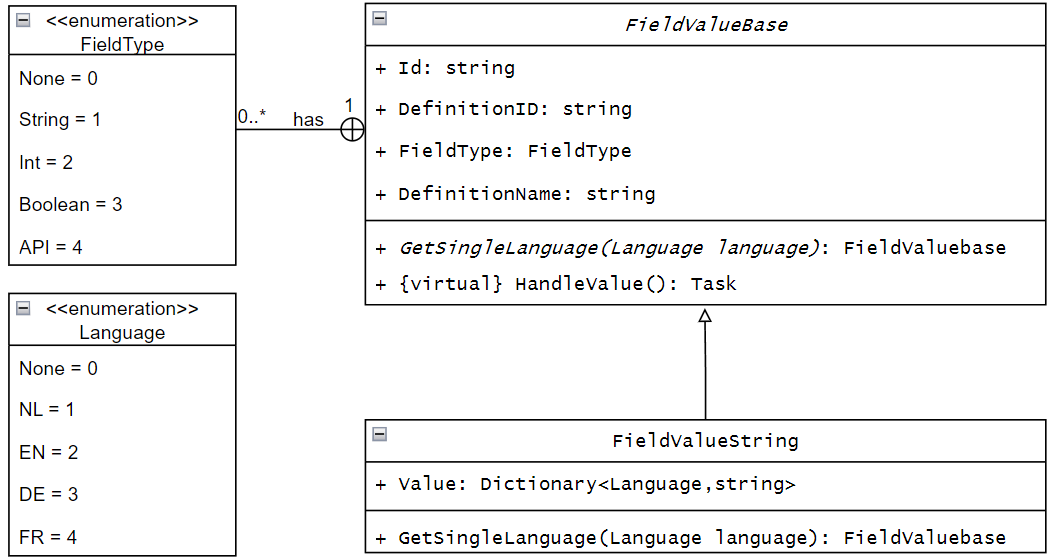 <<enumeration>>
FieldType
None = 0
String = 1
Int = 2
Boolean = 3
API = 4
0..* has 1
FieldValueBase
+ Id: string
+ DefinitionID: string
+ FieldType: FieldType
+ DefinitionName: string
+ GetSingleLanguage(Language language): FieldValuebase
+ {virtual} HandleValue(): Task
<<enumeration>>
Language
None = 0
NL = 1
EN = 2
DE = 3
FR = 4
FieldValueString
+ Value: Dictionary<Language,string>
+ GetSingleLanguage(Language language): FieldValuebase